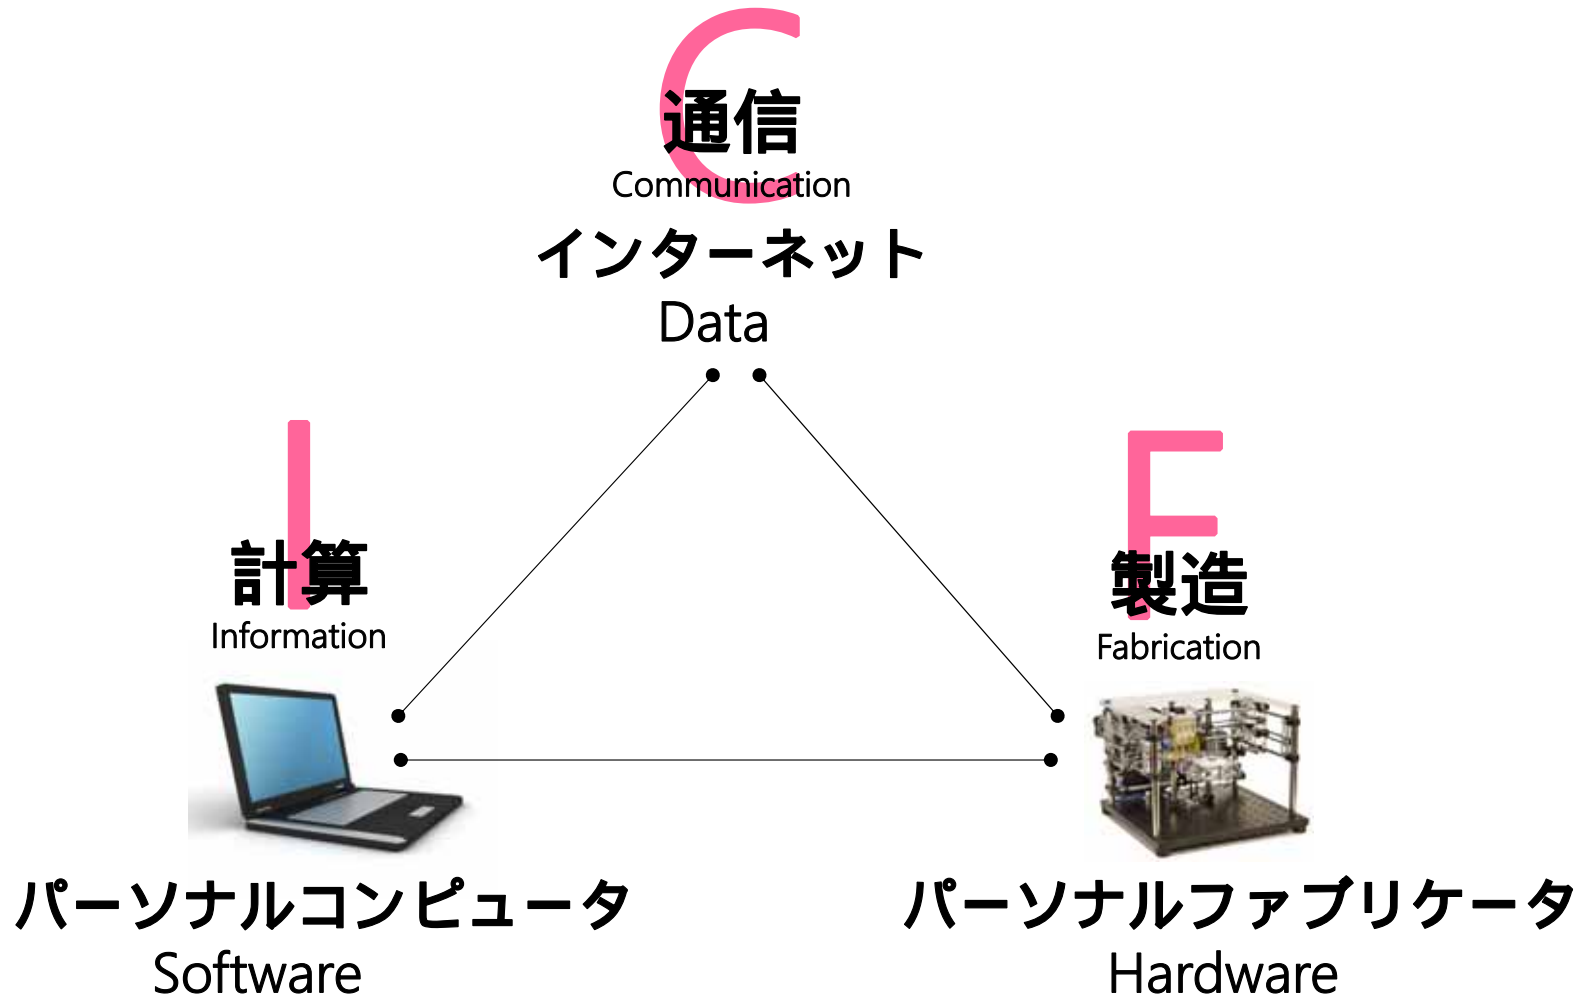 C
通信
Communication
インターネット
Data
I
計算
Information
パーソナルコンピュータ
Software
F
製造
Fabrication
パーソナルファブリケータ
Hardware